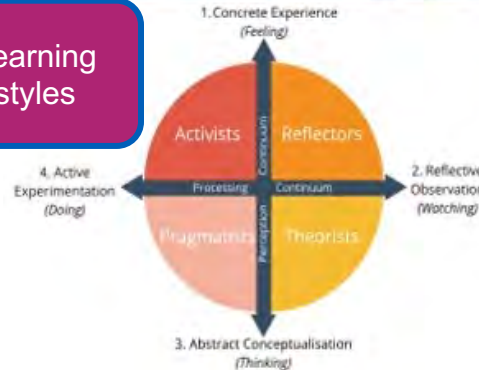 earning
styles
1. Concrete Experience
(Feeling)
Activists
Reflectors
Continuum
4. Active
Experimentation
(Doing)
Processing
Continuum
2. Reflective
Observation
(Watching)
Pragmatists
Perception
Theorists
3. Abstract Conceptualisation
(Thinking)